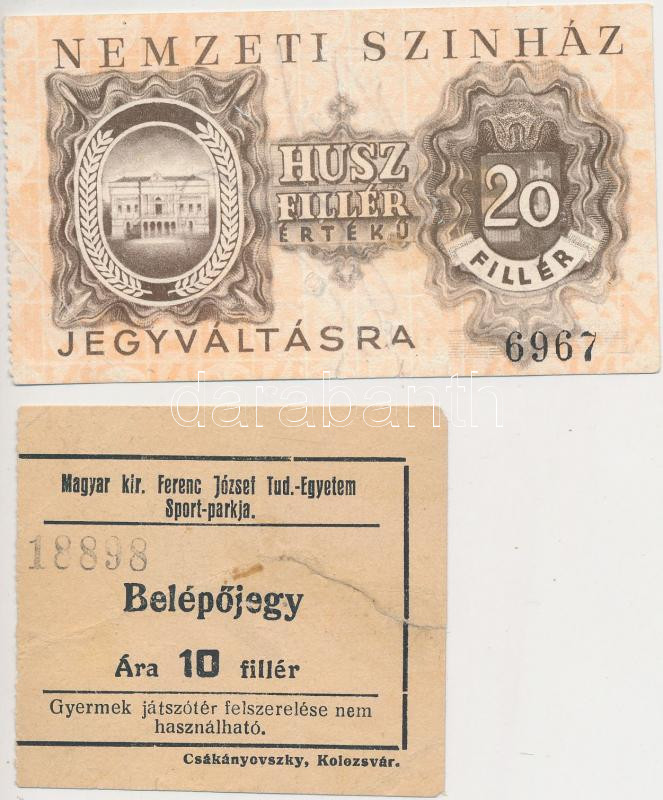 NEMZETI SZINHÁZ
HUSZ
FILLÉR
ÉRTÉKŰ
20
FILLÉR
JEGYVÁLTÁSRA
6967
darabanth
Magyar kir. Ferenc József Tud.-Egyetem
Sport-parkja.
18898
Belépőjegy
Ára 10 fillér
Gyermek játszótér felszerelése nem
használható.
Csákányovszky, Kolozsvár.